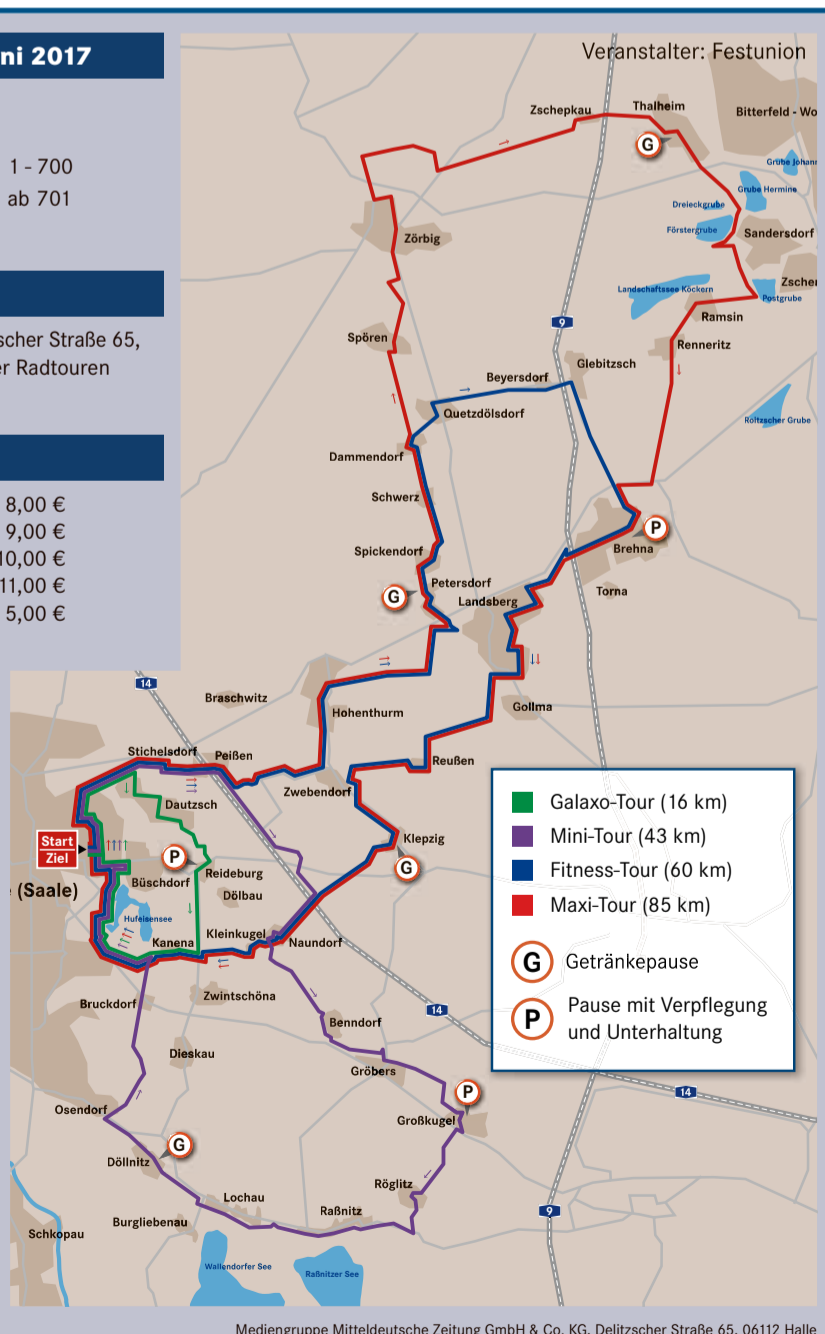 ni 2017
1 - 700
ab 701
scher Straße 65,
er Radtouren
8,00 €
9,00 €
10,00 €
11,00 €
5,00 €
Veranstalter: Festunion
Zschepkau
Thalheim
Bitterfeld - Wo
G
Grube Johann
Grube Hermine
Dreieckgrube
Förstergrube
Sandersdorf
Zörbig
Zscher
Landschaftssee Köckern
Postgrube
Ramsin
9
Spören
Renneritz
Glebitzsch
Beyersdorf
Quetzdölsdorf
Roitzscher Grube
Dammendorf
Schwerz
P
Spickendorf
Brehna
Petersdorf
G
Landsberg
Torna
14
Braschwitz
Hohenthurm
Gollma
Stichelsdorf
Peißen
Reußen
Zwebendorf
Dautzsch
Start
Ziel
Klepzig
P
Reideburg
G
Büschdorf
Dölbau
e (Saale)
Hufeisensee
Kleinkugel
Kanena
Naundorf
Galaxo-Tour (16 km)
Mini-Tour (43 km)
Fitness-Tour (60 km)
Maxi-Tour (85 km)
G Getränkepause
P Pause mit Verpflegung
und Unterhaltung
Bruckdorf
Zwintschöna
14
Benndorf
Dieskau
Gröbers
14
P
Osendorf
Großkugel
G
Döllnitz
Röglitz
Lochau
Raßnitz
9
Burgliebenau
Schkopau
Wallendorfer See
Raßnitzer See
Mediengruppe Mitteldeutsche Zeitung GmbH & Co. KG, Delitzscher Straße 65, 06112 Halle